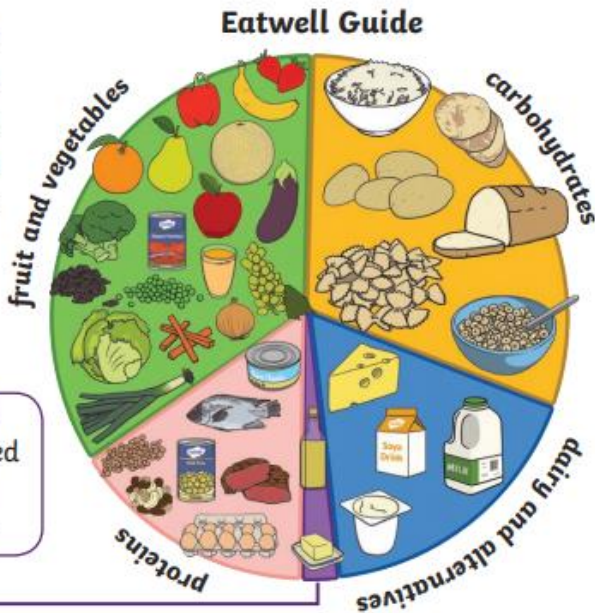 Eatwell Guide
fruit and vegetables
carbohydrates
Soya
Drink
MILK
ed
proteins
dairy and alternatives